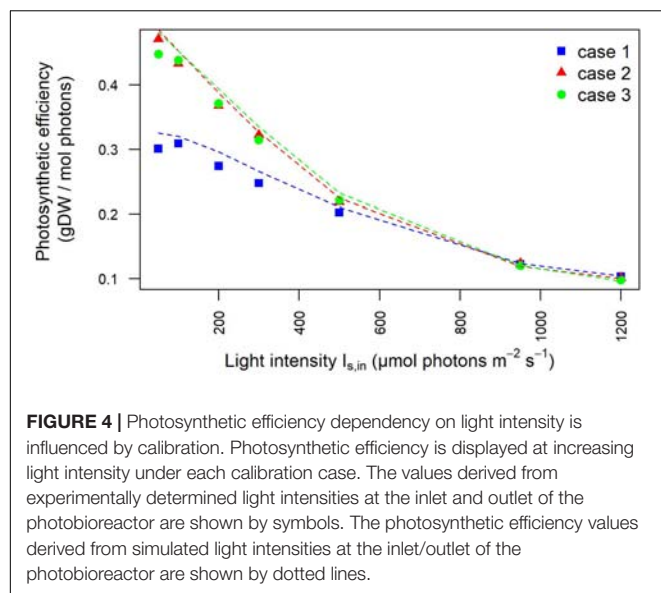 case 1
case 2
case 3
Photosynthetic efficiency
(gDW / mol photons)
0.4
0.3
0.2
0.1
200
400
600
800
1000
1200
Light intensity I_s,in (μmol photons m⁻² s⁻¹)
FIGURE 4 | Photosynthetic efficiency dependency on light intensity is
influenced by calibration. Photosynthetic efficiency is displayed at increasing
light intensity under each calibration case. The values derived from
experimentally determined light intensities at the inlet and outlet of the
photobioreactor are shown by symbols. The photosynthetic efficiency values
derived from simulated light intensities at the inlet/outlet of the
photobioreactor are shown by dotted lines.